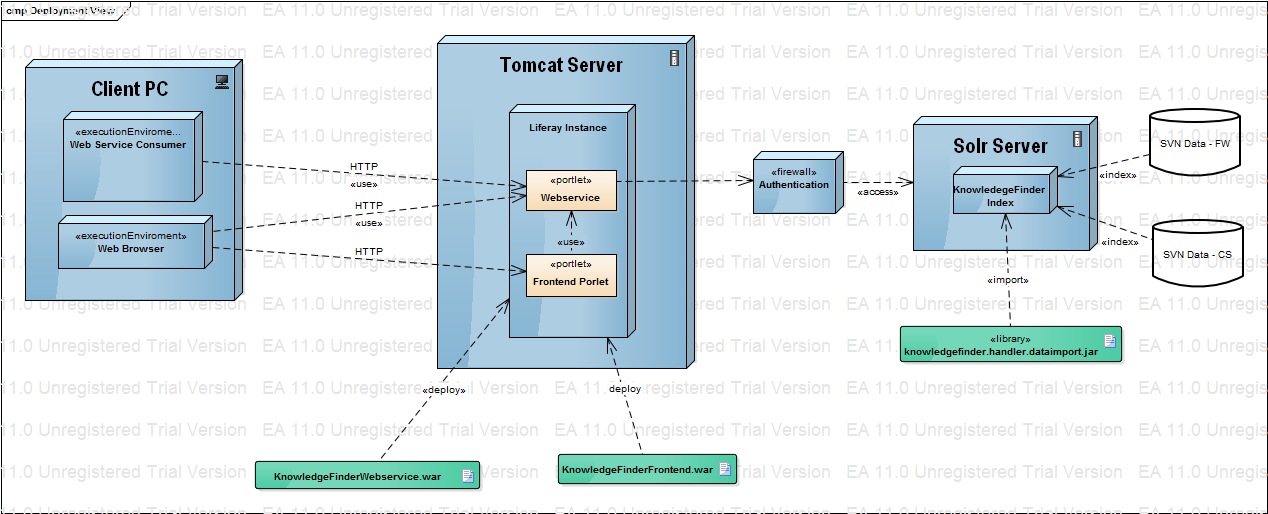 cmp Deployment View
Client PC
«executionEnvirome...
Web Service Consumer
«executionEnviroment»
Web Browser
HTTP
«use»
HTTP
«use»
HTTP
Tomcat Server
Liferay Instance
«portlet»
Webservice
«use»
«portlet»
Frontend Porlet
«firewall»
Authentication
«access»
Solr Server
KnowledegeFinder
Index
SVN Data - FW
«index»
SVN Data - CS
«index»
«import»
«library»
knowledgefinder.handler.dataimport.jar
«deploy»
deploy
KnowledgeFinderWebservice.war
KnowledgeFinderFrontend.war
EA 11.0 Unregistered Trial Version